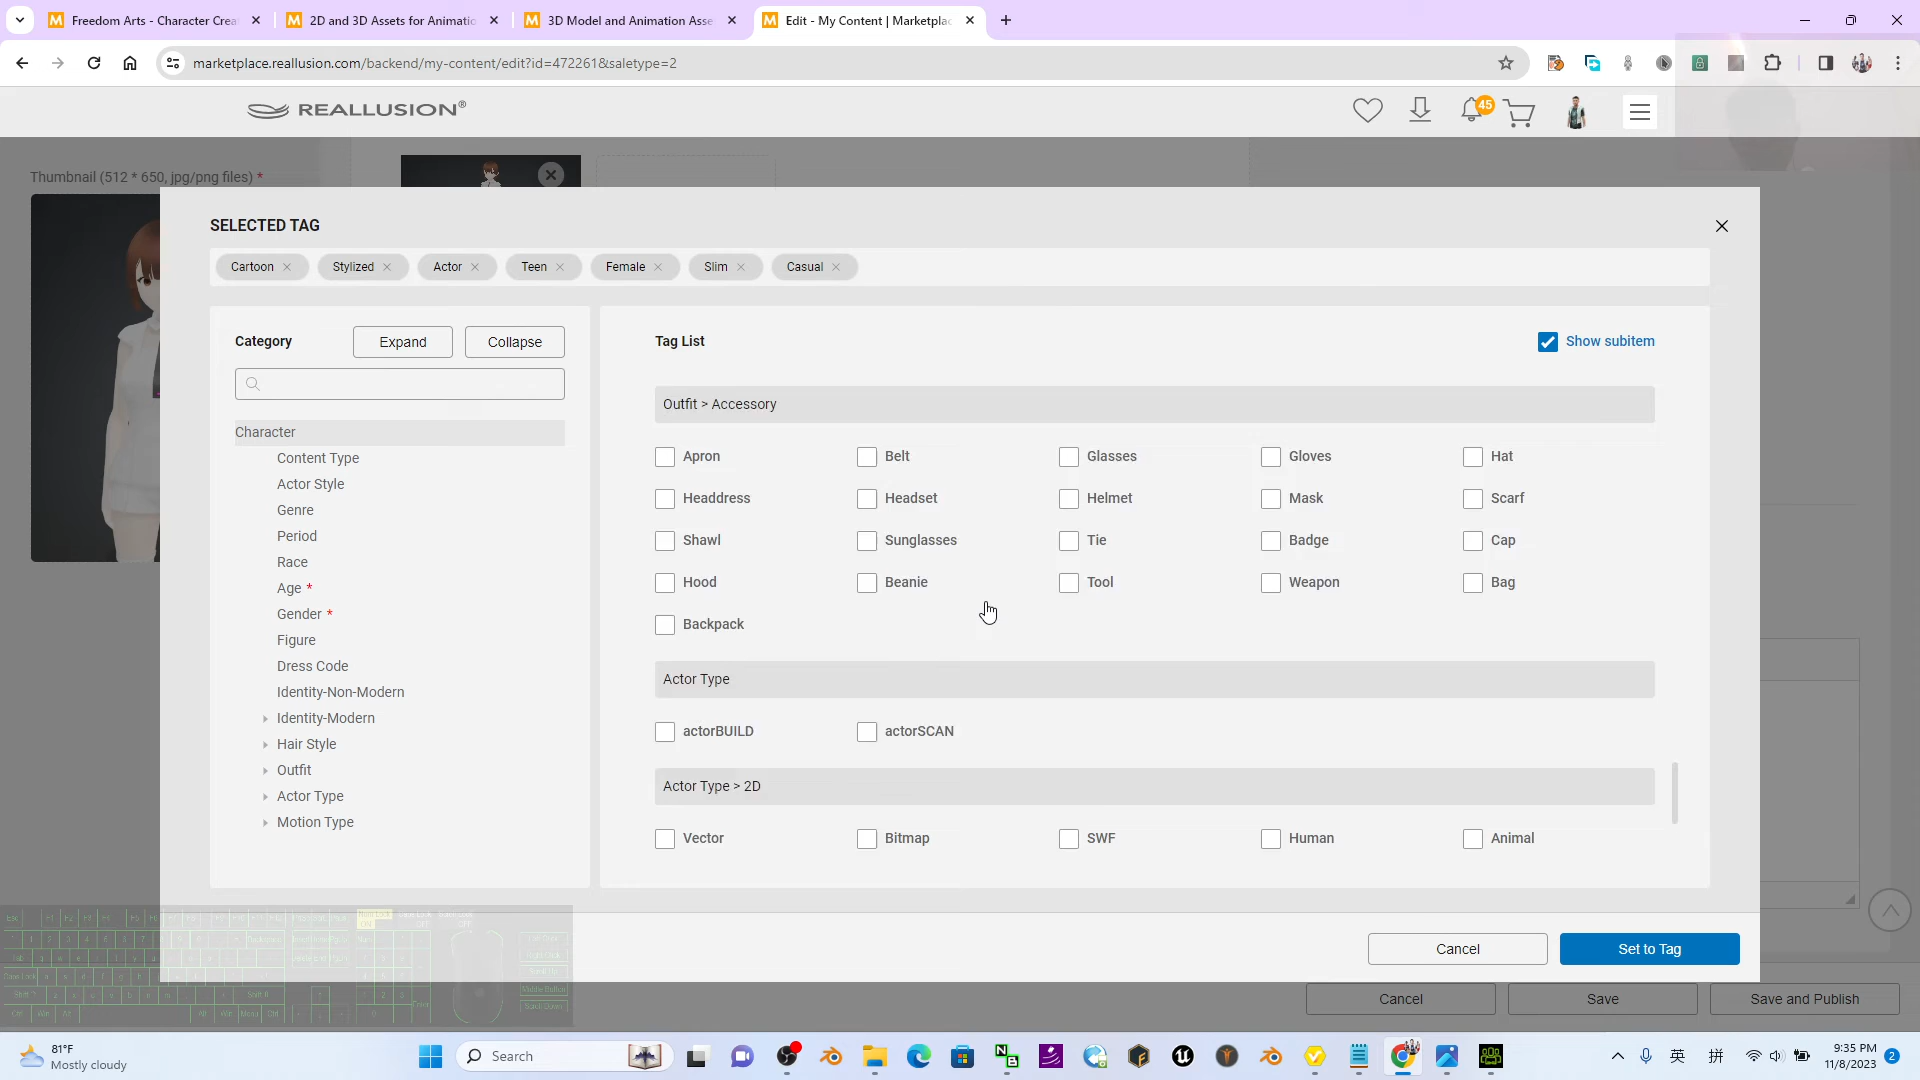 Freedom Arts - Character Crea
2D and 3D Assets for Animatio
3D Model and Animation Asse
Edit - My Content | Marketplac
marketplace.reallusion.com/backend/my-content/edit?id=472261&saletype=2
REALLUSION®
45
Thumbnail (512 * 650, jpg/png files) *
SELECTED TAG
Cartoon
Stylized
Actor
Teen
Female
Slim
Casual
Category
Expand
Collapse
Character
Content Type
Actor Style
Genre
Period
Race
Age *
Gender *
Figure
Dress Code
Identity-Non-Modern
Identity-Modern
Hair Style
Outfit
Actor Type
Motion Type
Tag List
Show subitem
Outfit > Accessory
Apron Belt Glasses Gloves Hat
Headdress Headset Helmet Mask Scarf
Shawl Sunglasses Tie Badge Cap
Hood Beanie Tool Weapon Bag
Backpack
Actor Type
actorBUILD actorSCAN
Actor Type > 2D
Vector Bitmap SWF Human Animal
Cancel
Set to Tag
Cancel
Save
Save and Publish
81°F
Mostly cloudy
Search
英
拼
9:35 PM
11/8/2023
2